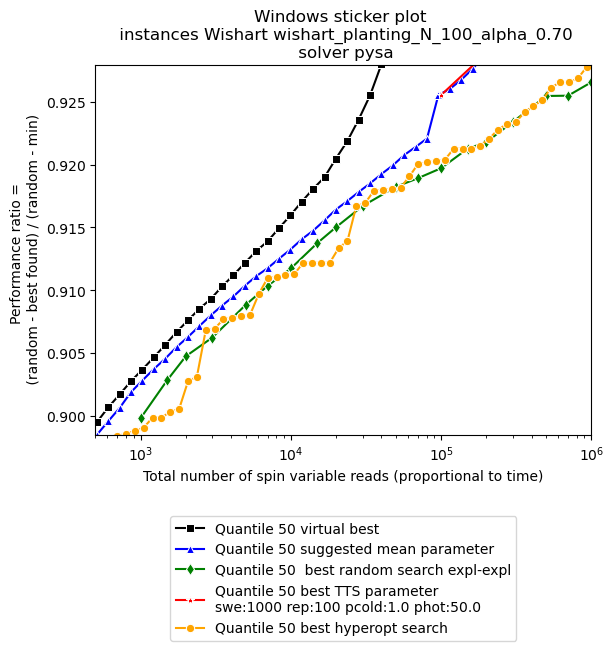 Windows sticker plot
instances Wishart wishart_planting_N_100_alpha_0.70
solver pysa
Performance ratio =
(random - best found) / (random - min)
0.925
0.920
0.915
0.910
0.905
0.900
10³
10⁴
10⁵
10⁶
Total number of spin variable reads (proportional to time)
Quantile 50 virtual best
Quantile 50 suggested mean parameter
Quantile 50  best random search expl-expl
Quantile 50 best TTS parameter
swe:1000 rep:100 pcold:1.0 phot:50.0
Quantile 50 best hyperopt search